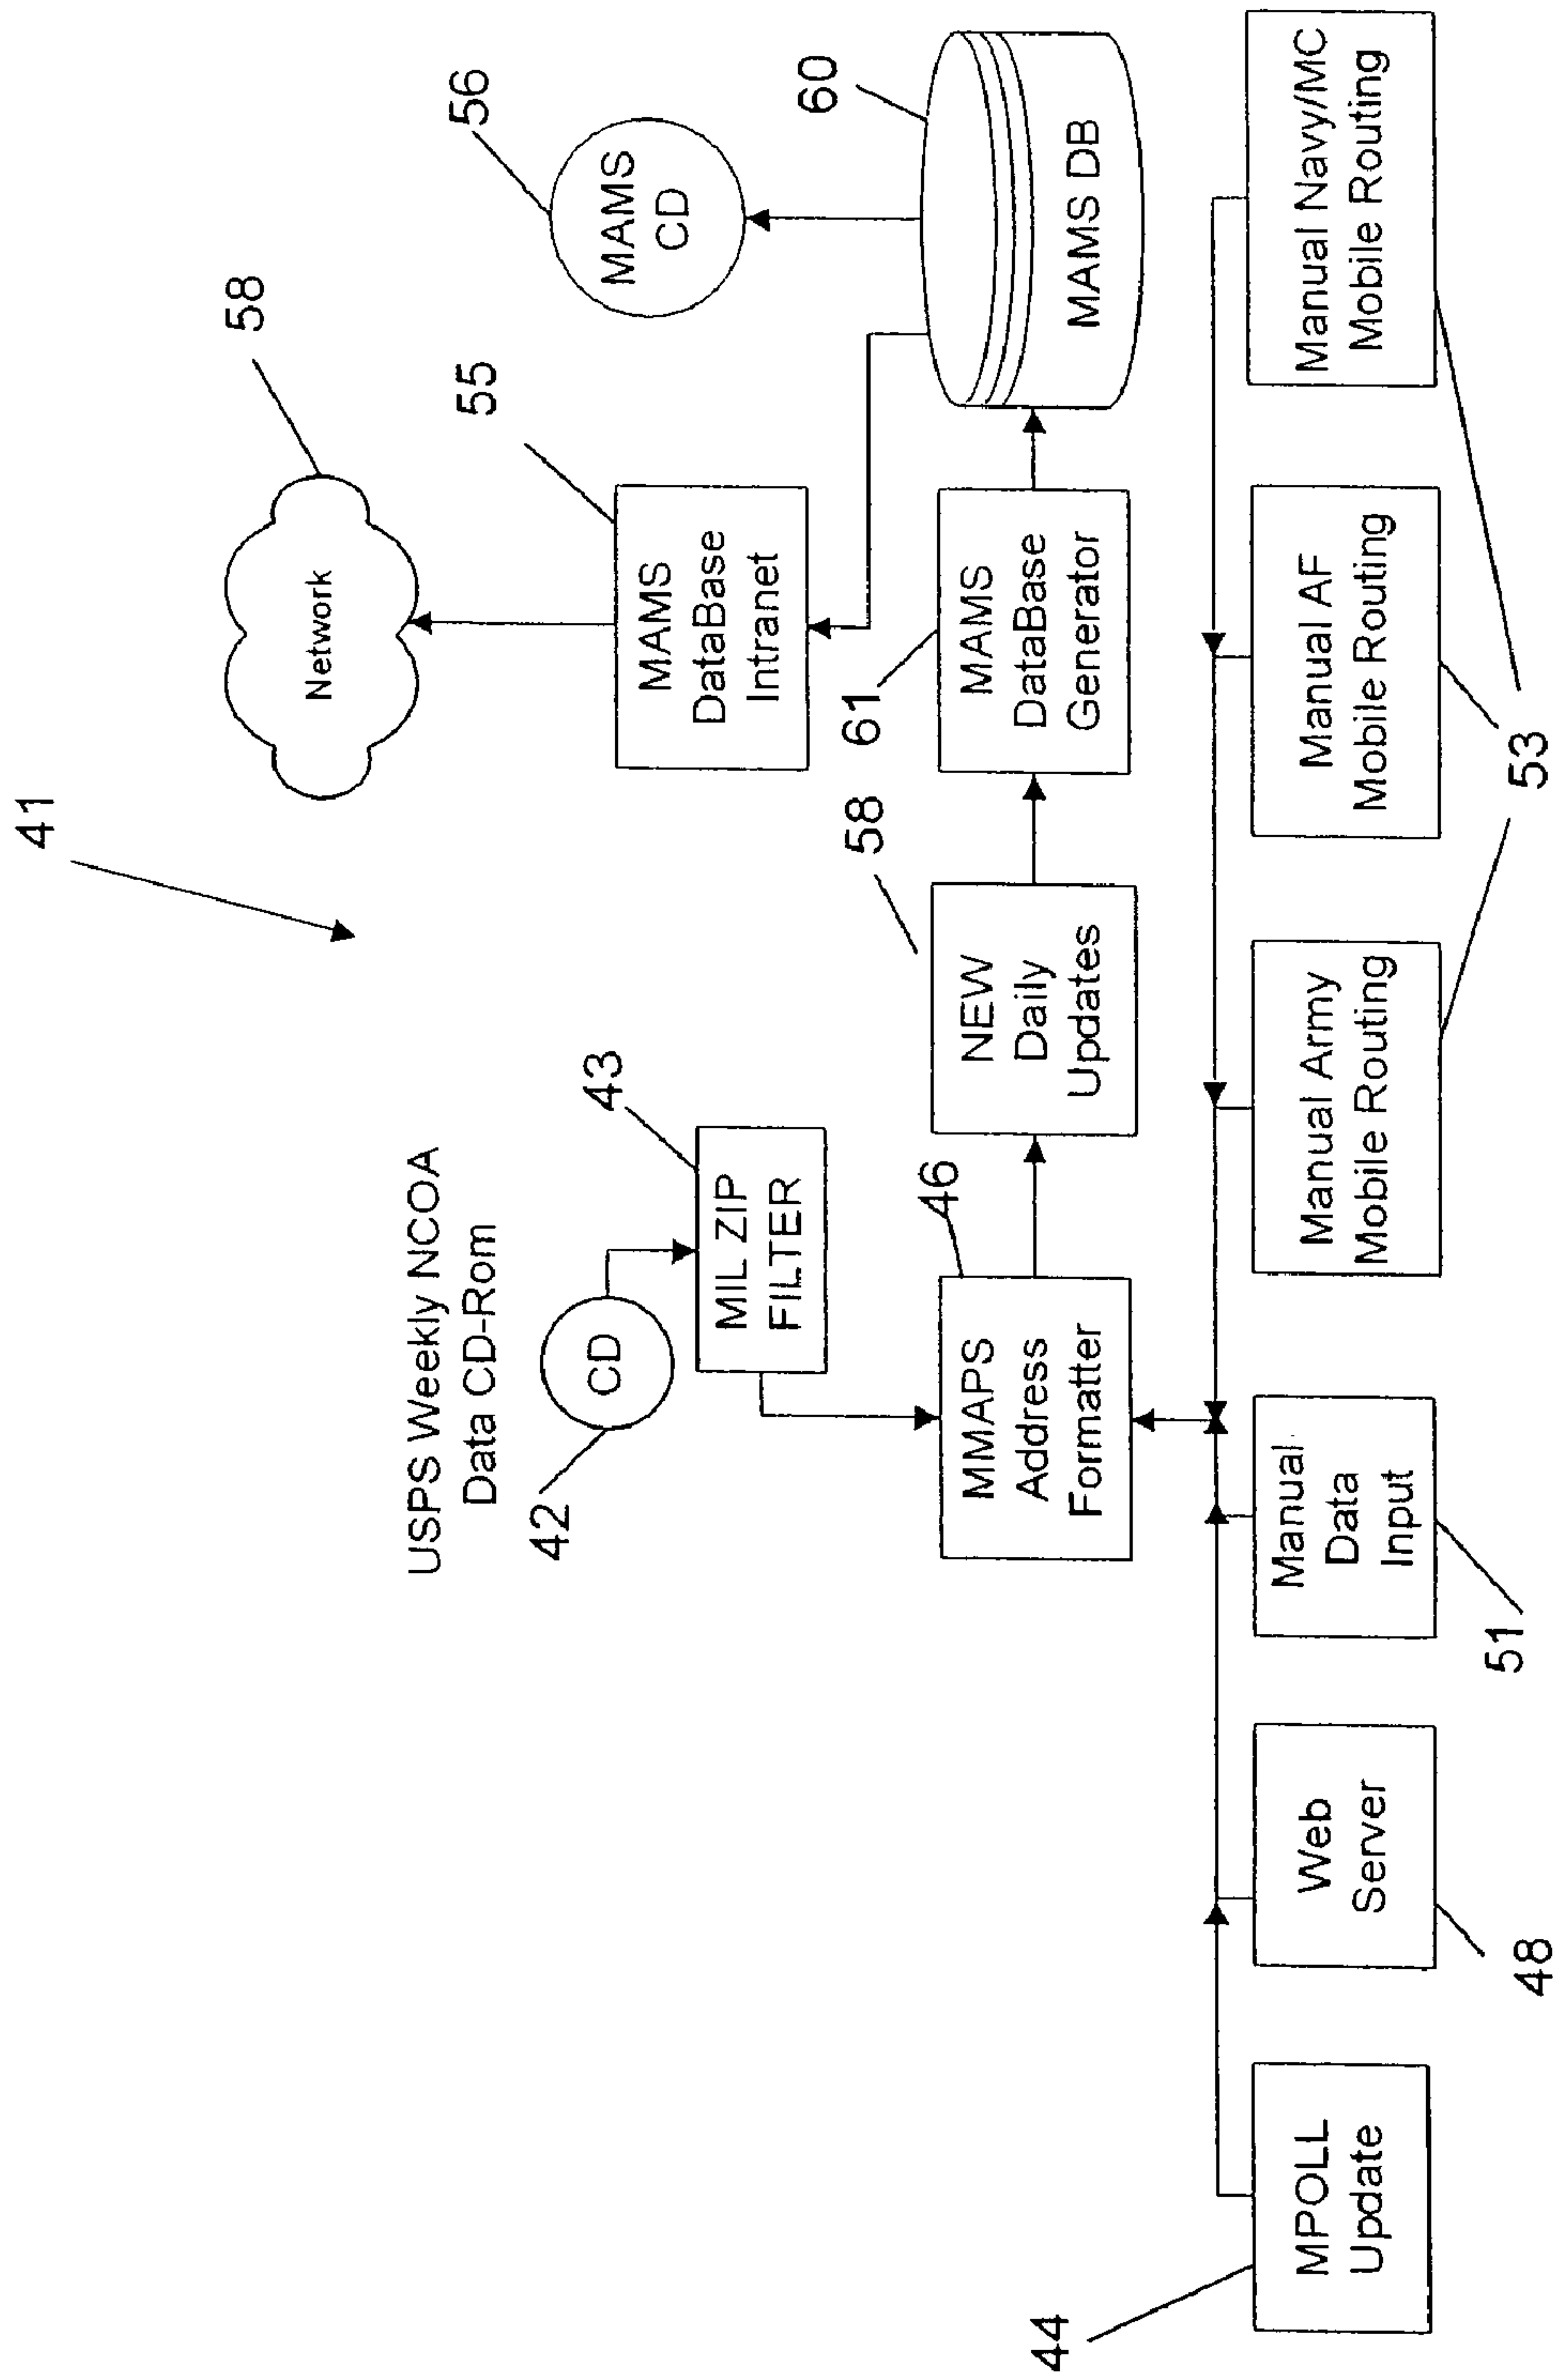 41
58
Network
55
MAMS
DataBase
Intranet
56
MAMS
CD
60
MAMS DB
USPS Weekly NCOA
Data CD-Rom
42
CD
43
MIL ZIP
FILTER
46
MMAPS
Address
Formatter
58
NEW
Daily
Updates
61
MAMS
DataBase
Generator
44
MPOLL
Update
48
Web
Server
51
Manual
Data
Input
Manual Army
Mobile Routing
Manual AF
Mobile Routing
Manual Navy/MC
Mobile Routing
53